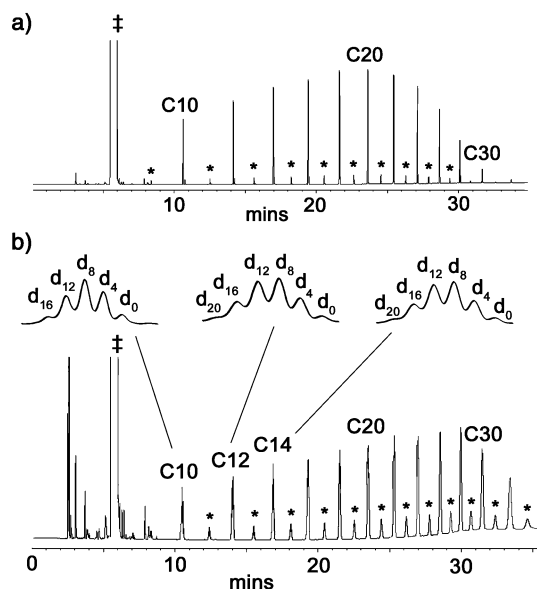 a)
‡
C10
C20
C30
* * * * * * * * * *
0 10 20 30
mins
b)
d16 d12 d8 d4 d0
d20 d16 d12 d8 d4 d0
d20 d16 d12 d8 d4 d0
‡
C10
C12
C14
C20
C30
* * * * * * * * * * *
0 10 20 30
mins